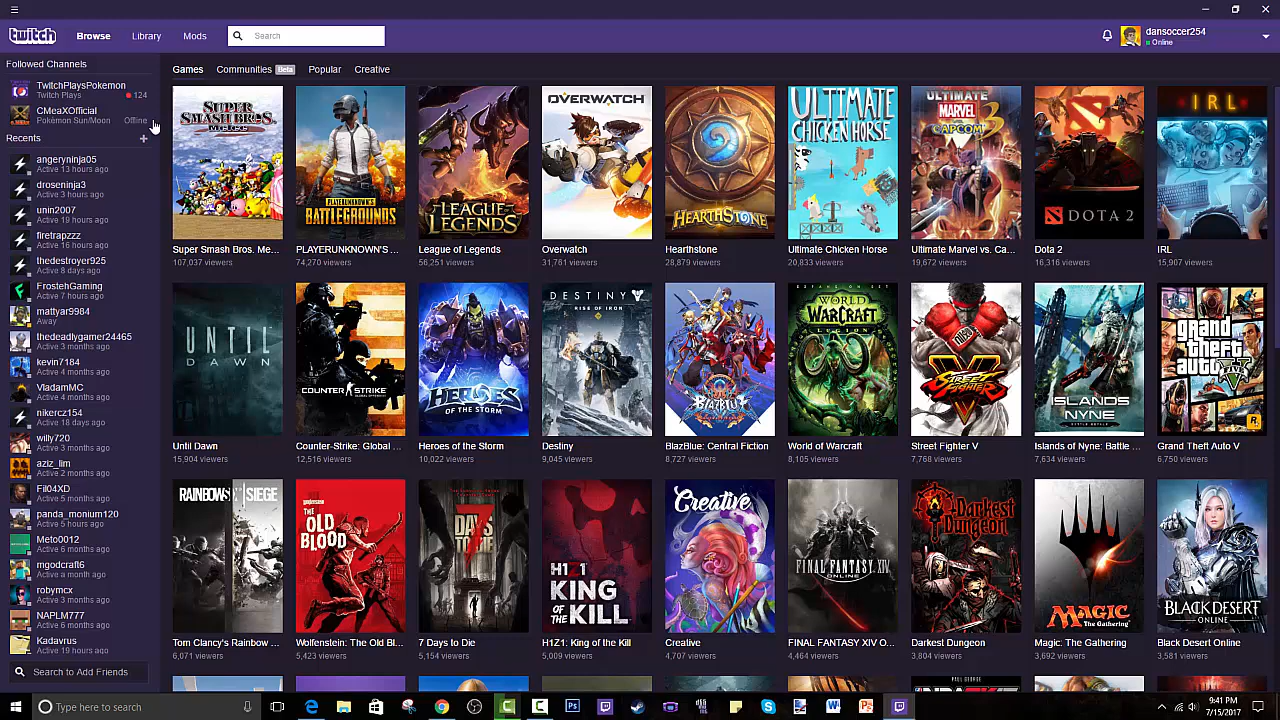 twitch Browse Library Mods Search dansoccer254
Online
Followed Channels
TwitchPlaysPokemon
Twitch Plays 124
CMeaXOfficial
Pokémon Sun/Moon Offline
Recents +
angeryninja05
Active 13 hours ago
droseninja3
Active 3 hours ago
unin2007
Active 19 hours ago
firetrapzzz
Active 16 hours ago
thedestroyer925
Active 8 days ago
FrostehGaming
Active 7 hours ago
mattyar9984
Away
thedeadlygamer24465
Active 3 months ago
kevin7184
Active 3 months ago
VladamMC
Active 3 months ago
nikercz154
Active 18 days ago
willy720
Active 3 months ago
aziz_lim
Active 2 months ago
Fil04XD
Active 5 months ago
panda_monium120
Active 5 hours ago
Meto0012
Active 6 months ago
mgodcraft6
Active a month ago
robymcx
Active 3 months ago
NAPLM777
Active 6 months ago
Kadavrus
Active 19 hours ago
Search to Add Friends
Games Communities Beta Popular Creative
SUPER
SMASH BROS.
PLAYERUNKNOWN'S
BATTLEGROUNDS
LEAGUE of
LEGENDS
OVERWATCH
HEARTHSTONE
ULTIMATE
CHICKEN HORSE
ULTIMATE
MARVEL
VS.
CAPCOM 3
DOTA 2
IRL
Super Smash Bros. Me... PLAYERUNKNOWN'S ... League of Legends Overwatch Hearthstone Ultimate Chicken Horse Ultimate Marvel vs. Ca... Dota 2 IRL
107,037 viewers 74,270 viewers 56,251 viewers 31,761 viewers 28,879 viewers 20,833 viewers 19,672 viewers 16,316 viewers 15,907 viewers
UNTIL
DAWN
COUNTER STRIKE
GLOBAL OFFENSIVE
HEROES
OF THE STORM
DESTINY
RISE OF IRON
BLAZBLUE
WORLD
WARCRAFT
LEGION
STREET
FIGHTER
V
ISLANDS
NYNE
BATTLE ROYALE
grand
theft
auto
V
Until Dawn Counter-Strike: Global ... Heroes of the Storm Destiny BlazBlue: Central Fiction World of Warcraft Street Fighter V Islands of Nyne: Battle... Grand Theft Auto V
15,904 viewers 12,516 viewers 10,022 viewers 9,045 viewers 8,727 viewers 8,105 viewers 7,768 viewers 7,634 viewers 6,750 viewers
RAINBOW SIX SIEGE
Wolfenstein
THE
OLD
BLOOD
7
DAYS
TO DIE
H1Z1
KING
OF THE
KILL
Creative
FINAL FANTASY XIV
ONLINE
Darkest
Dungeon
MAGIC
The Gathering
BLACK DESERT
ONLINE
Tom Clancy's Rainbow ... Wolfenstein: The Old Bl... 7 Days to Die H1Z1: King of the Kill Creative FINAL FANTASY XIV O... Darkest Dungeon Magic: The Gathering Black Desert Online
6,071 viewers 5,423 viewers 5,154 viewers 5,009 viewers 4,707 viewers 4,464 viewers 3,804 viewers 3,692 viewers 3,581 viewers
PAUL GEORGE
Type here to search
9:41 PM
7/15/2017